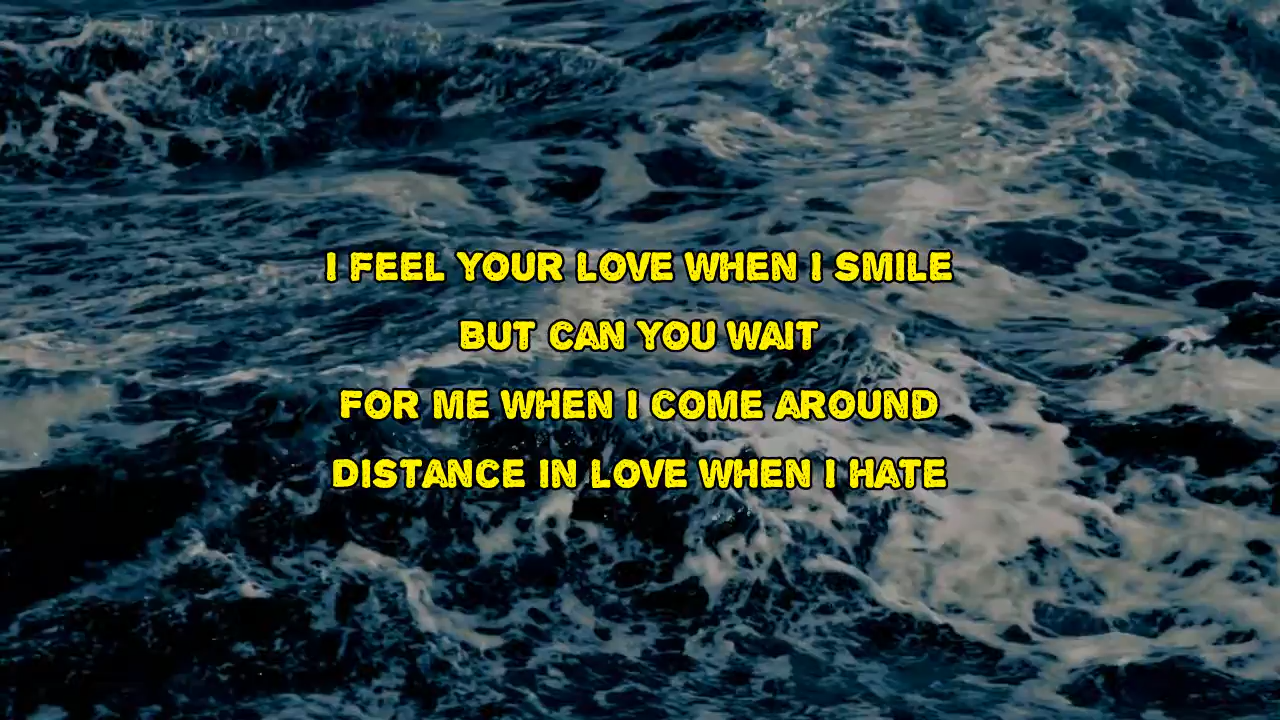 I FEEL YOUR LOVE WHEN I SMILE
BUT CAN YOU WAIT
FOR ME WHEN I COME AROUND
DISTANCE IN LOVE WHEN I HATE